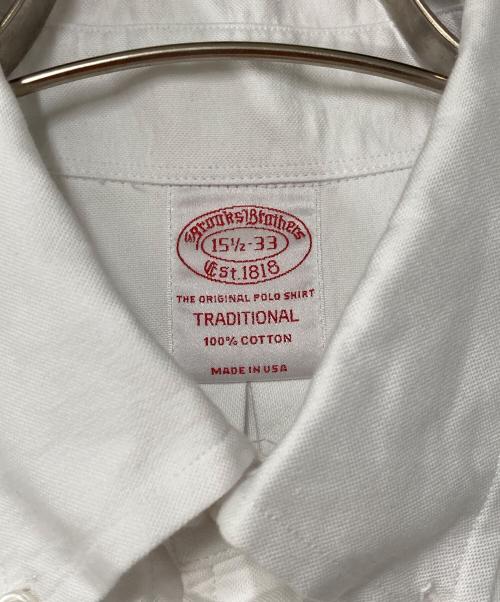 Brooks Brothers
15½-33
Est. 1818
THE ORIGINAL POLO SHIRT
TRADITIONAL
100% COTTON
MADE IN USA